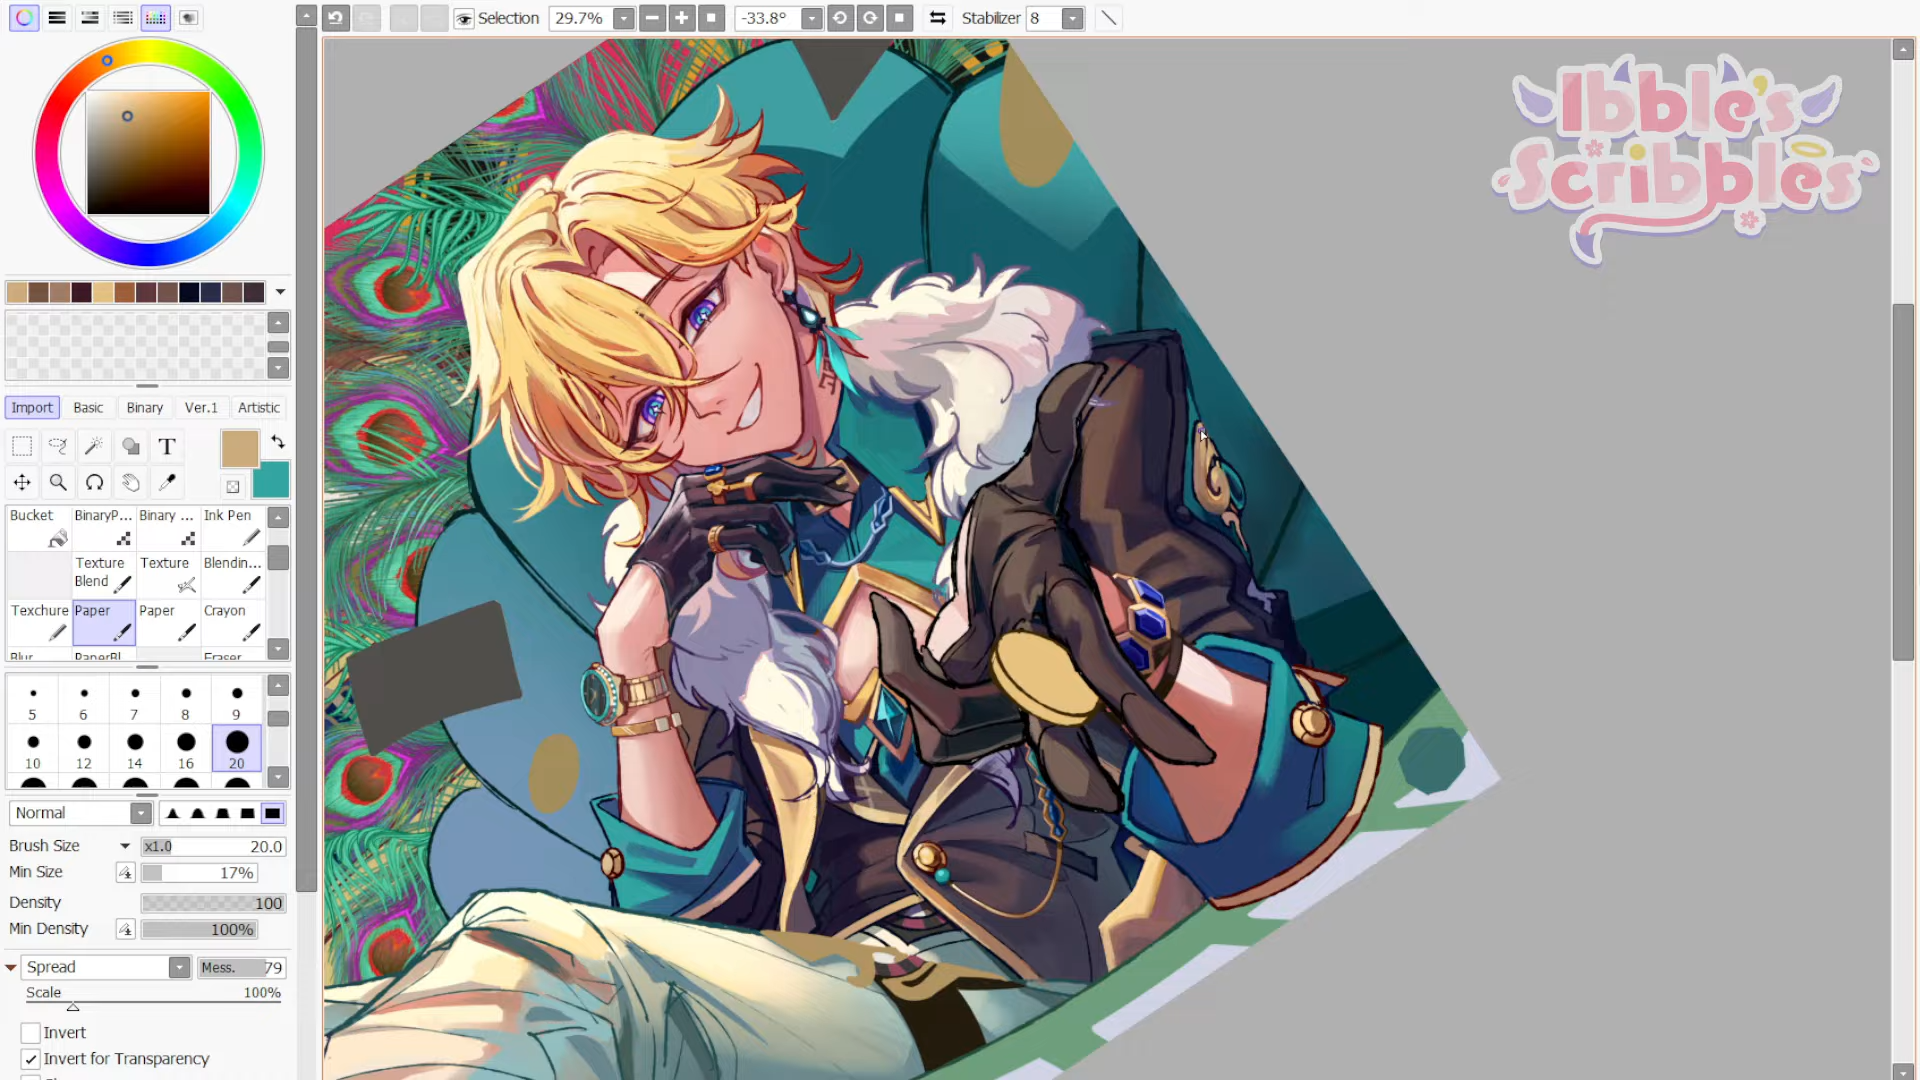 Selection 29.7% -33.8° Stabilizer 8
Ibble's
Scribbles
Import Basic Binary Ver.1 Artistic
T
Bucket BinaryP... Binary ... Ink Pen
Texture Blend Texture Blendin...
Texchure Paper Paper Crayon
5 6 7 8 9
10 12 14 16 20
Normal
Brush Size x1.0 20.0
Min Size 17%
Density 100
Min Density 100%
Spread Mess. 79
Scale 100%
Invert
Invert for Transparency